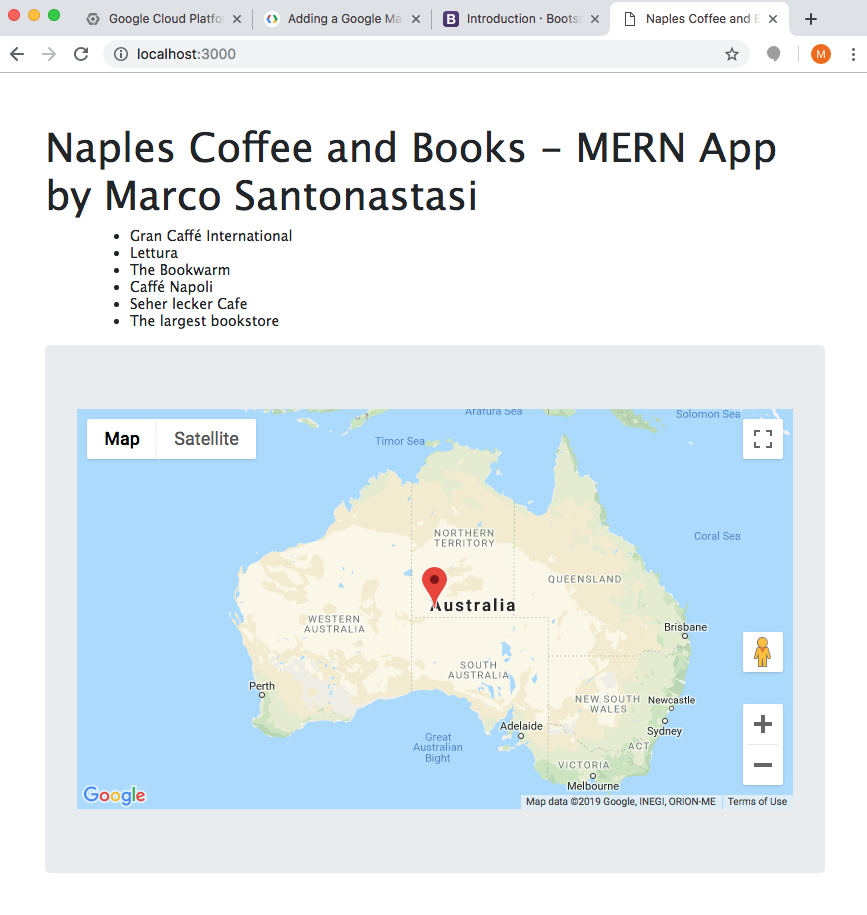 Google Cloud Platfo
Adding a Google Ma
Introduction · Boots
Naples Coffee and B
localhost:3000
M
Naples Coffee and Books – MERN App
by Marco Santonastasi
Gran Caffé International
Lettura
The Bookwarm
Caffé Napoli
Seher lecker Cafe
The largest bookstore
Map
Satellite
Arafura Sea
Solomon Sea
Timor Sea
Coral Sea
NORTHERN
TERRITORY
QUEENSLAND
Australia
WESTERN
AUSTRALIA
Brisbane
SOUTH
AUSTRALIA
Perth
NEW SOUTH
WALES
Newcastle
Adelaide
Sydney
Great
Australian
Bight
ACT
VICTORIA
Melbourne
Google
Map data ©2019 Google, INEGI, ORION-ME
Terms of Use